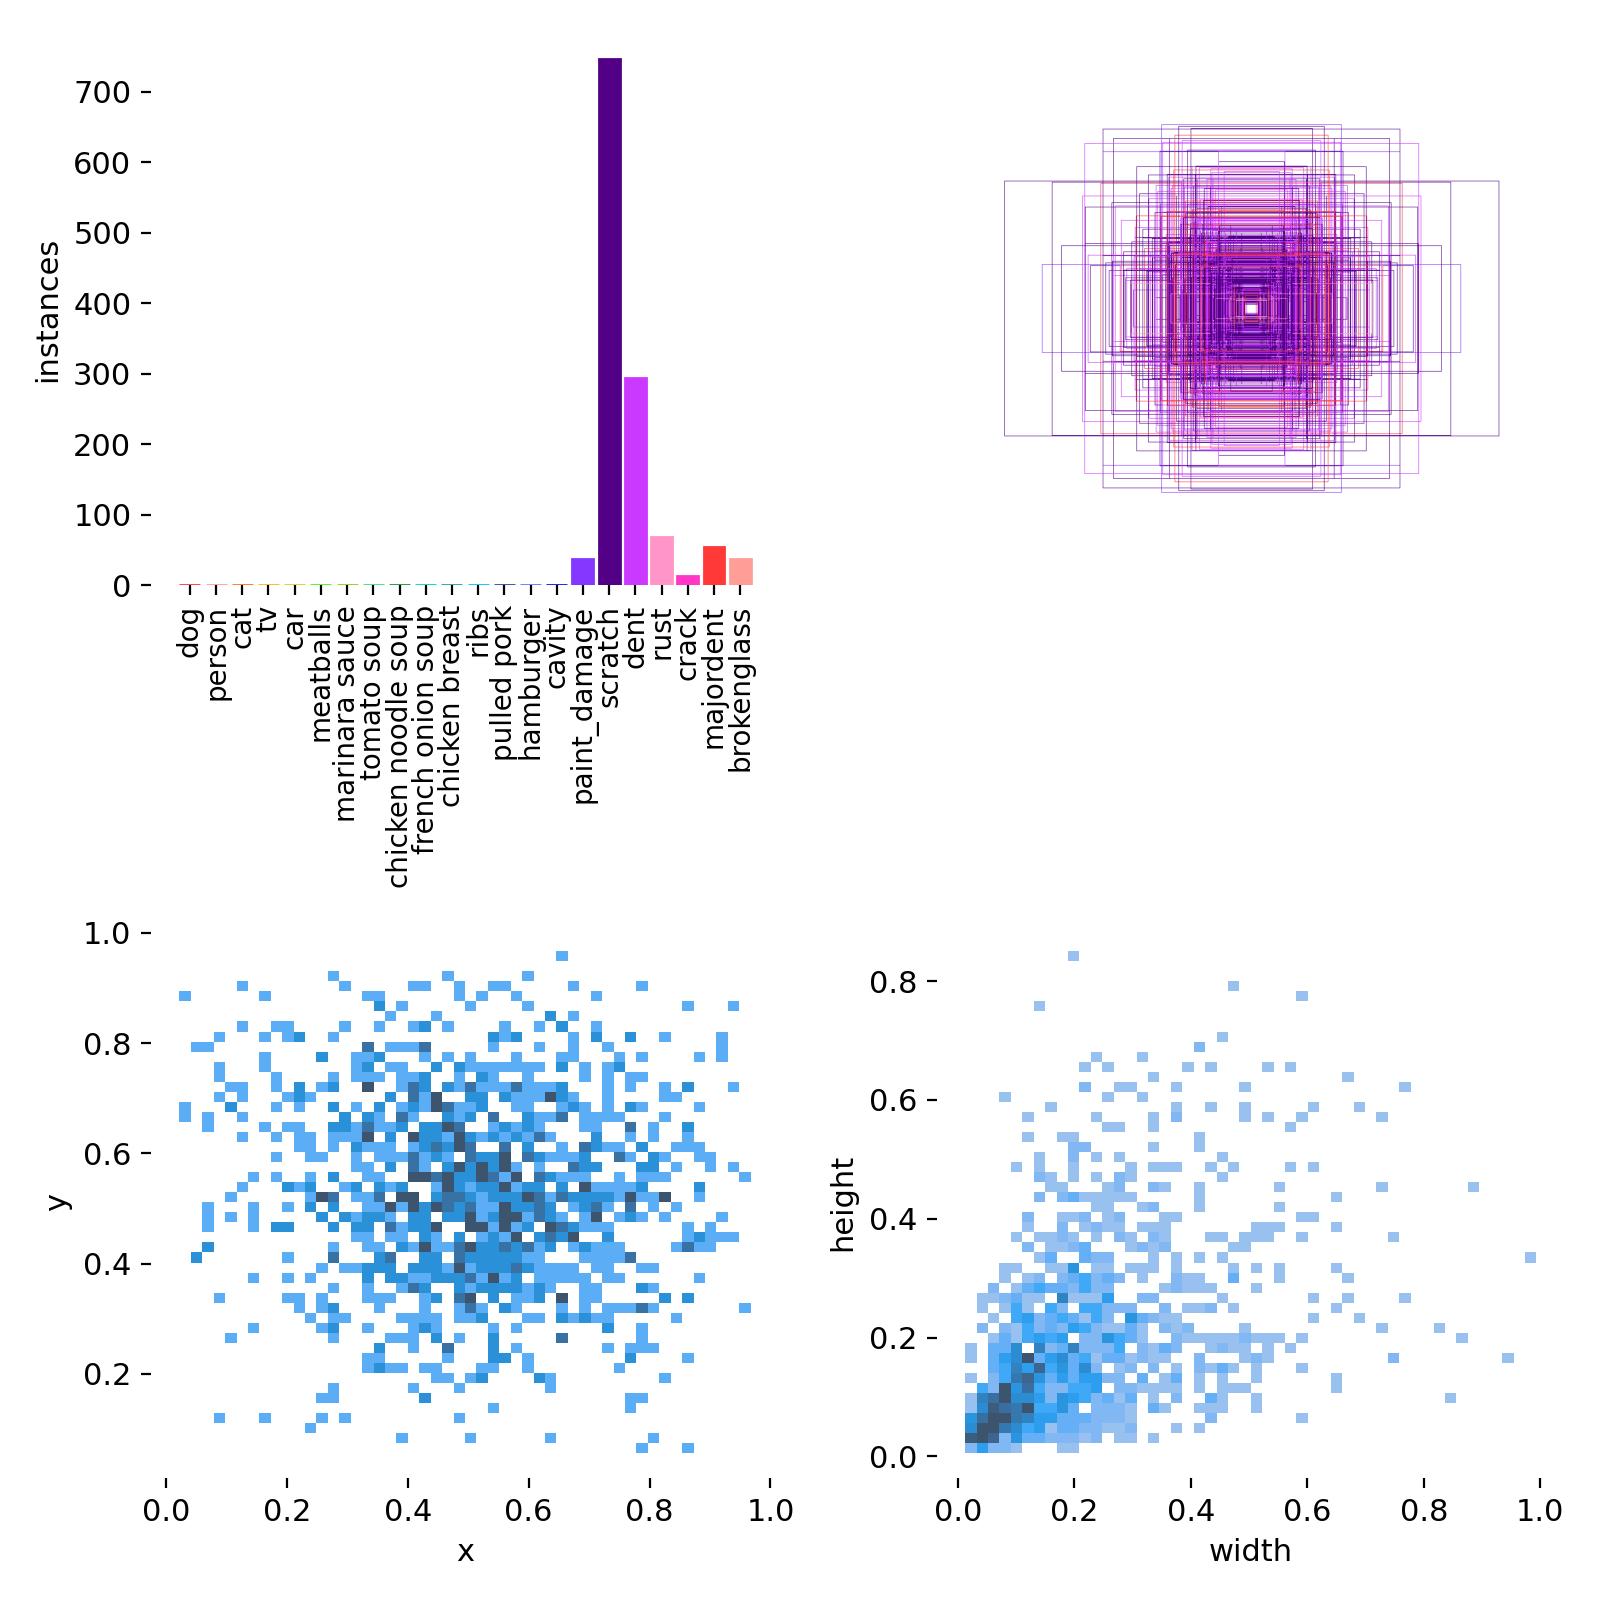 700
600
500
400
300
200
100
0
instances
dog
person
cat
tv
car
meatballs
marinara sauce
tomato soup
chicken noodle soup
french onion soup
chicken breast
ribs
pulled pork
hamburger
cavity
paint_damage
scratch
dent
rust
crack
majordent
brokenglass
1.0
0.8
0.6
0.4
0.2
y
0.0 0.2 0.4 0.6 0.8 1.0
x
0.8
0.6
0.4
0.2
0.0
height
0.0 0.2 0.4 0.6 0.8 1.0
width